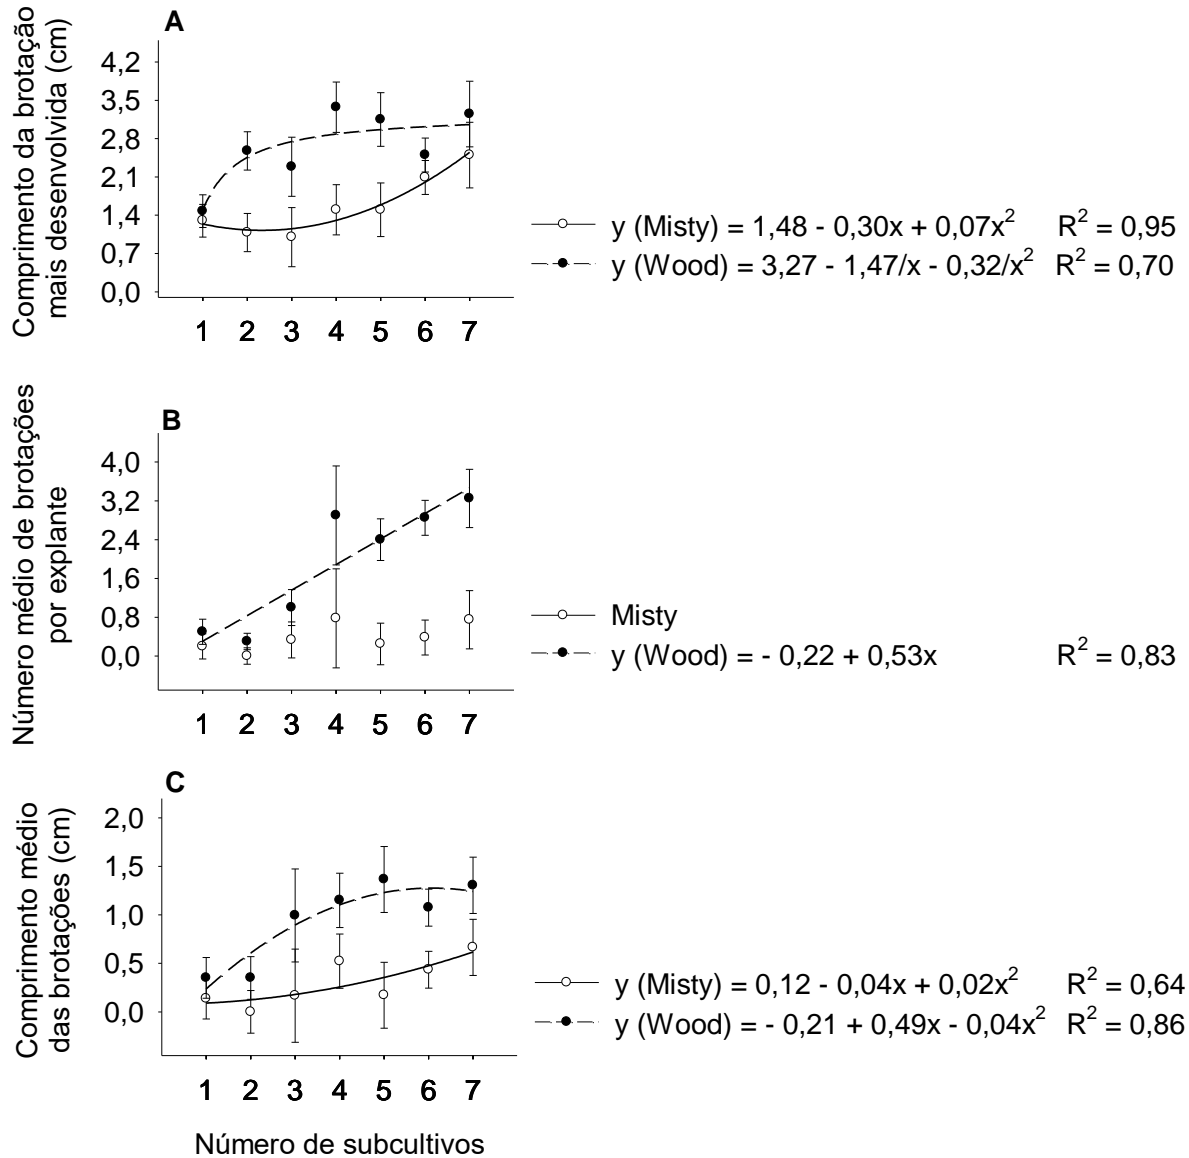 A
Comprimento da brotação
mais desenvolvida (cm)
4,2
3,5
2,8
2,1
1,4
0,7
0,0
1 2 3 4 5 6 7
y (Misty) = 1,48 - 0,30x + 0,07x² R² = 0,95
y (Wood) = 3,27 - 1,47/x - 0,32/x² R² = 0,70
B
Número médio de brotações
por explante
4,0
3,2
2,4
1,6
0,8
0,0
1 2 3 4 5 6 7
Misty
y (Wood) = - 0,22 + 0,53x R² = 0,83
C
Comprimento médio
das brotações (cm)
2,0
1,5
1,0
0,5
0,0
1 2 3 4 5 6 7
y (Misty) = 0,12 - 0,04x + 0,02x² R² = 0,64
y (Wood) = - 0,21 + 0,49x - 0,04x² R² = 0,86
Número de subcultivos